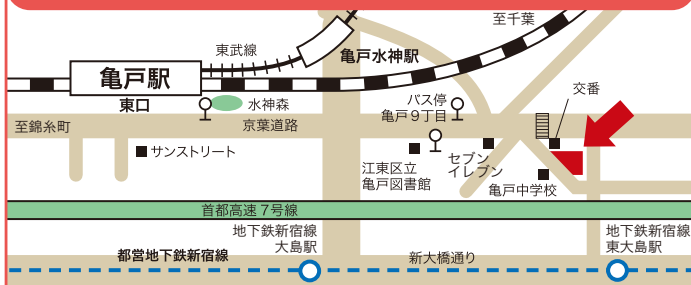 至千葉
東武線
亀戸水神駅
亀戸駅
東口
水神森
バス停
亀戸9丁目
交番
至錦糸町
京葉道路
サンストリート
江東区立
亀戸図書館
セブン
イレブン
亀戸中学校
首都高速7号線
地下鉄新宿線
大島駅
地下鉄新宿線
東大島駅
都営地下鉄新宿線
新大橋通り